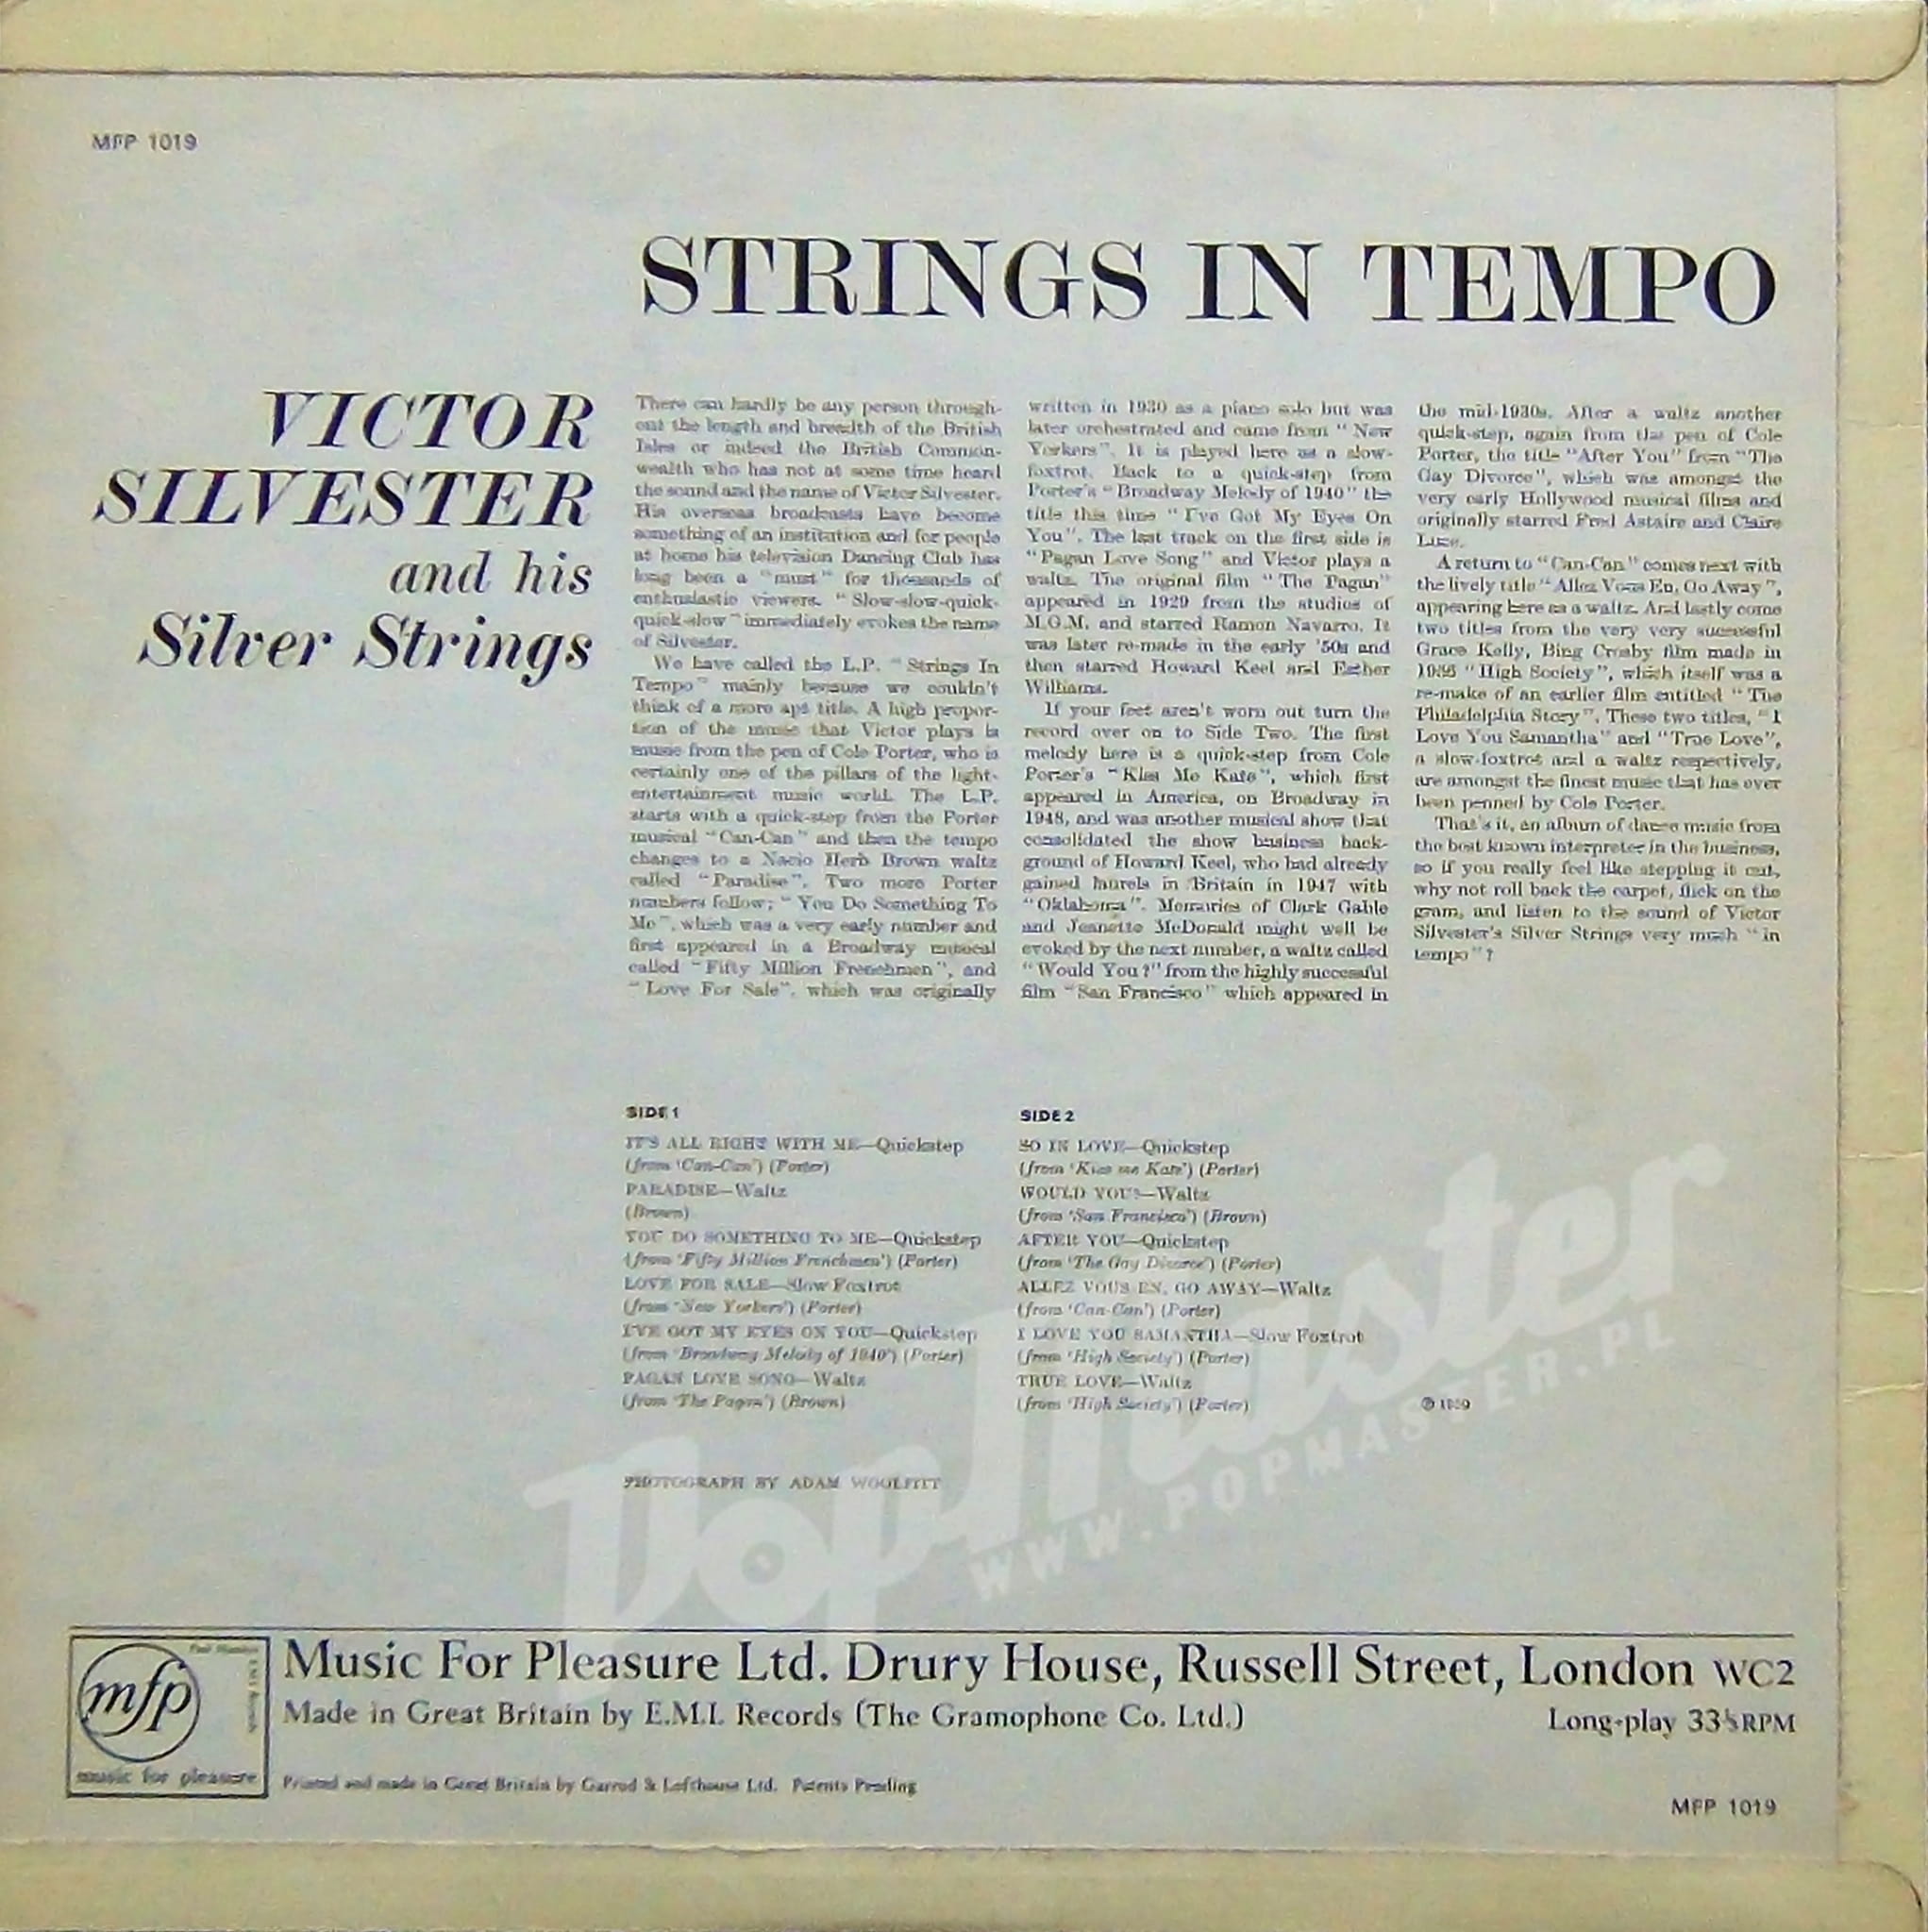 MFP 1019
STRINGS IN TEMPO
VICTOR
SILVESTER
and his
Silver Strings
There can hardly be any person through-
out the length and breadth of the British
Isles or indeed the British Common-
wealth who has not at some time heard
the sound and the name of Victor Silvester.
His overseas broadcasts have become
something of an institution and for people
at home his television Dancing Club has
long been a "must" for thousands of
enthusiastic viewers. "Slow-slow-quick-
quick-slow" immediately evokes the name
of Silvester.
We have called the L.P. "Strings In
Tempo" mainly because we couldn't
think of a more apt title. A high propor-
tion of the music that Victor plays is
music from the pen of Cole Porter, who is
certainly one of the pillars of the light-
entertainment music world. The L.P.
starts with a quick-step from the Porter
musical "Can-Can" and then the tempo
changes to a Nacio Herb Brown waltz
called "Paradise". Two more Porter
numbers follow; "You Do Something To
Me", which was a very early number and
first appeared in a Broadway musical
called "Fifty Million Frenchmen", and
"Love For Sale", which was originally
written in 1930 as a piano solo but was
later orchestrated and came from "New
Yorkers". It is played here as a slow-
foxtrot. Back to a quick-step from
Porter's "Broadway Melody of 1940" the
title this time "I've Got My Eyes On
You". The last track on the first side is
"Pagan Love Song" and Victor plays a
waltz. The original film "The Pagan"
appeared in 1929 from the studios of
M.G.M. and starred Ramon Navarro. It
was later re-made in the early '50s and
then starred Howard Keel and Esther
Williams.
If your feet aren't worn out turn the
record over on to Side Two. The first
melody here is a quick-step from Cole
Porter's "Kiss Me Kate", which first
appeared in America, on Broadway in
1948, and was another musical show that
consolidated the show business back-
ground of Howard Keel, who had already
gained laurels in Britain in 1947 with
"Oklahoma". Memories of Clark Gable
and Jeanette McDonald might well be
evoked by the next number, a waltz called
"Would You?" from the highly successful
film "San Francisco" which appeared in
the mid-1930s. After a waltz another
quick-step, again from the pen of Cole
Porter, the title "After You" from "The
Gay Divorce", which was amongst the
very early Hollywood musical films and
originally starred Fred Astaire and Claire
Luce.
A return to "Can-Can" comes next with
the lively title "Allez Vous En, Go Away",
appearing here as a waltz. And lastly come
two titles from the very very successful
Grace Kelly, Bing Crosby film made in
1956 "High Society", which itself was a
re-make of an earlier film entitled "The
Philadelphia Story". These two titles, "I
Love You Samantha" and "True Love",
a slow-foxtrot and a waltz respectively,
are amongst the finest music that has ever
been penned by Cole Porter.
That's it, an album of dance music from
the best known interpreter in the business,
so if you really feel like stepping it out,
why not roll back the carpet, flick on the
gram, and listen to the sound of Victor
Silvester's Silver Strings very much "in
tempo"?
SIDE 1
IT'S ALL RIGHT WITH ME—Quickstep
(from 'Can-Can') (Porter)
PARADISE—Waltz
(Brown)
YOU DO SOMETHING TO ME—Quickstep
(from 'Fifty Million Frenchmen') (Porter)
LOVE FOR SALE—Slow Foxtrot
(from 'New Yorkers') (Porter)
I'VE GOT MY EYES ON YOU—Quickstep
(from 'Broadway Melody of 1940') (Porter)
PAGAN LOVE SONG—Waltz
(from 'The Pagan') (Brown)
SIDE 2
SO IN LOVE—Quickstep
(from 'Kiss me Kate') (Porter)
WOULD YOU?—Waltz
(from 'San Francisco') (Brown)
AFTER YOU—Quickstep
(from 'The Gay Divorce') (Porter)
ALLEZ VOUS EN, GO AWAY—Waltz
(from 'Can-Can') (Porter)
I LOVE YOU SAMANTHA—Slow Foxtrot
(from 'High Society') (Porter)
TRUE LOVE—Waltz
(from 'High Society') (Porter)
℗
PHOTOGRAPH BY ADAM WOOLFITT
PopMaster
WWW.POPMASTER.PL
mfp
music for pleasure
Music For Pleasure Ltd. Drury House, Russell Street, London WC2
Made in Great Britain by E.M.I. Records (The Gramophone Co. Ltd.)
Long-play 33⅓ RPM
Printed and made in Great Britain by Garrod & Lofthouse Ltd. Patents Pending
MFP 1019